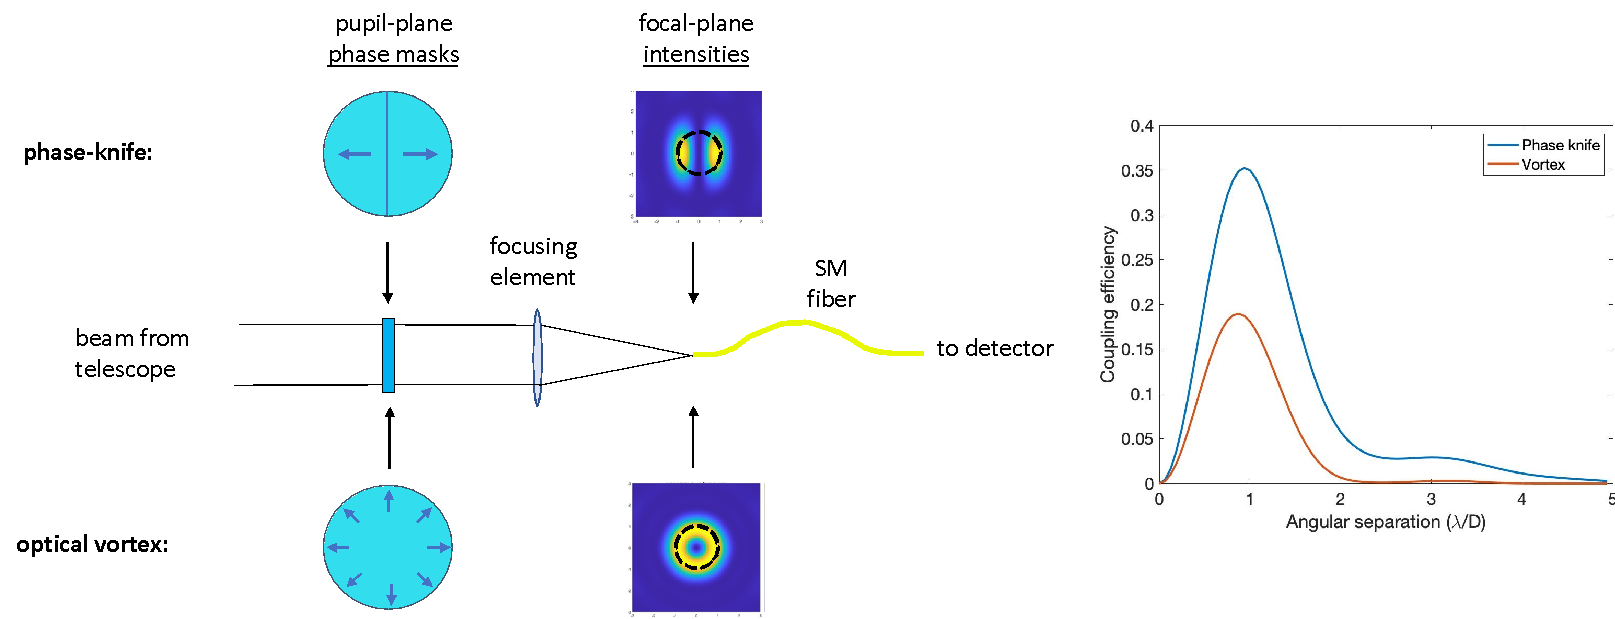 pupil-plane
phase masks
focal-plane
intensities
phase-knife:
focusing
element
SM
fiber
beam from
telescope
to detector
optical vortex:
0.4
0.35
0.3
0.25
0.2
0.15
0.1
0.05
0
Coupling efficiency
Phase knife
Vortex
0 1 2 3 4 5
Angular separation (λ/D)